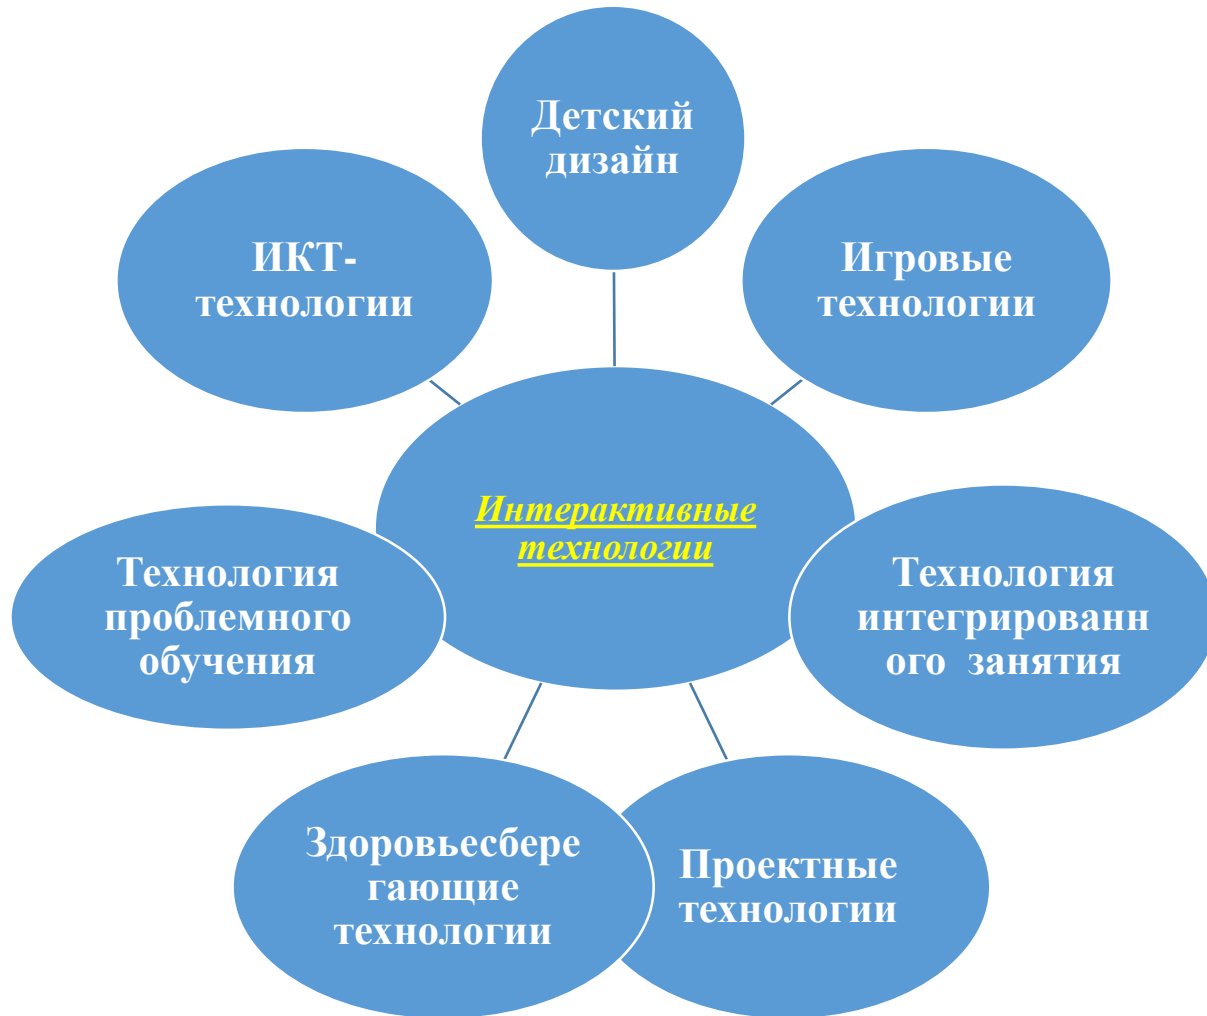 Детский
дизайн
ИКТ-
технологии
Игровые
технологии
Интерактивные
технологии
Технология
проблемного
обучения
Технология
интегрированн
ого занятия
Здоровьесбере
гающие
технологии
Проектные
технологии